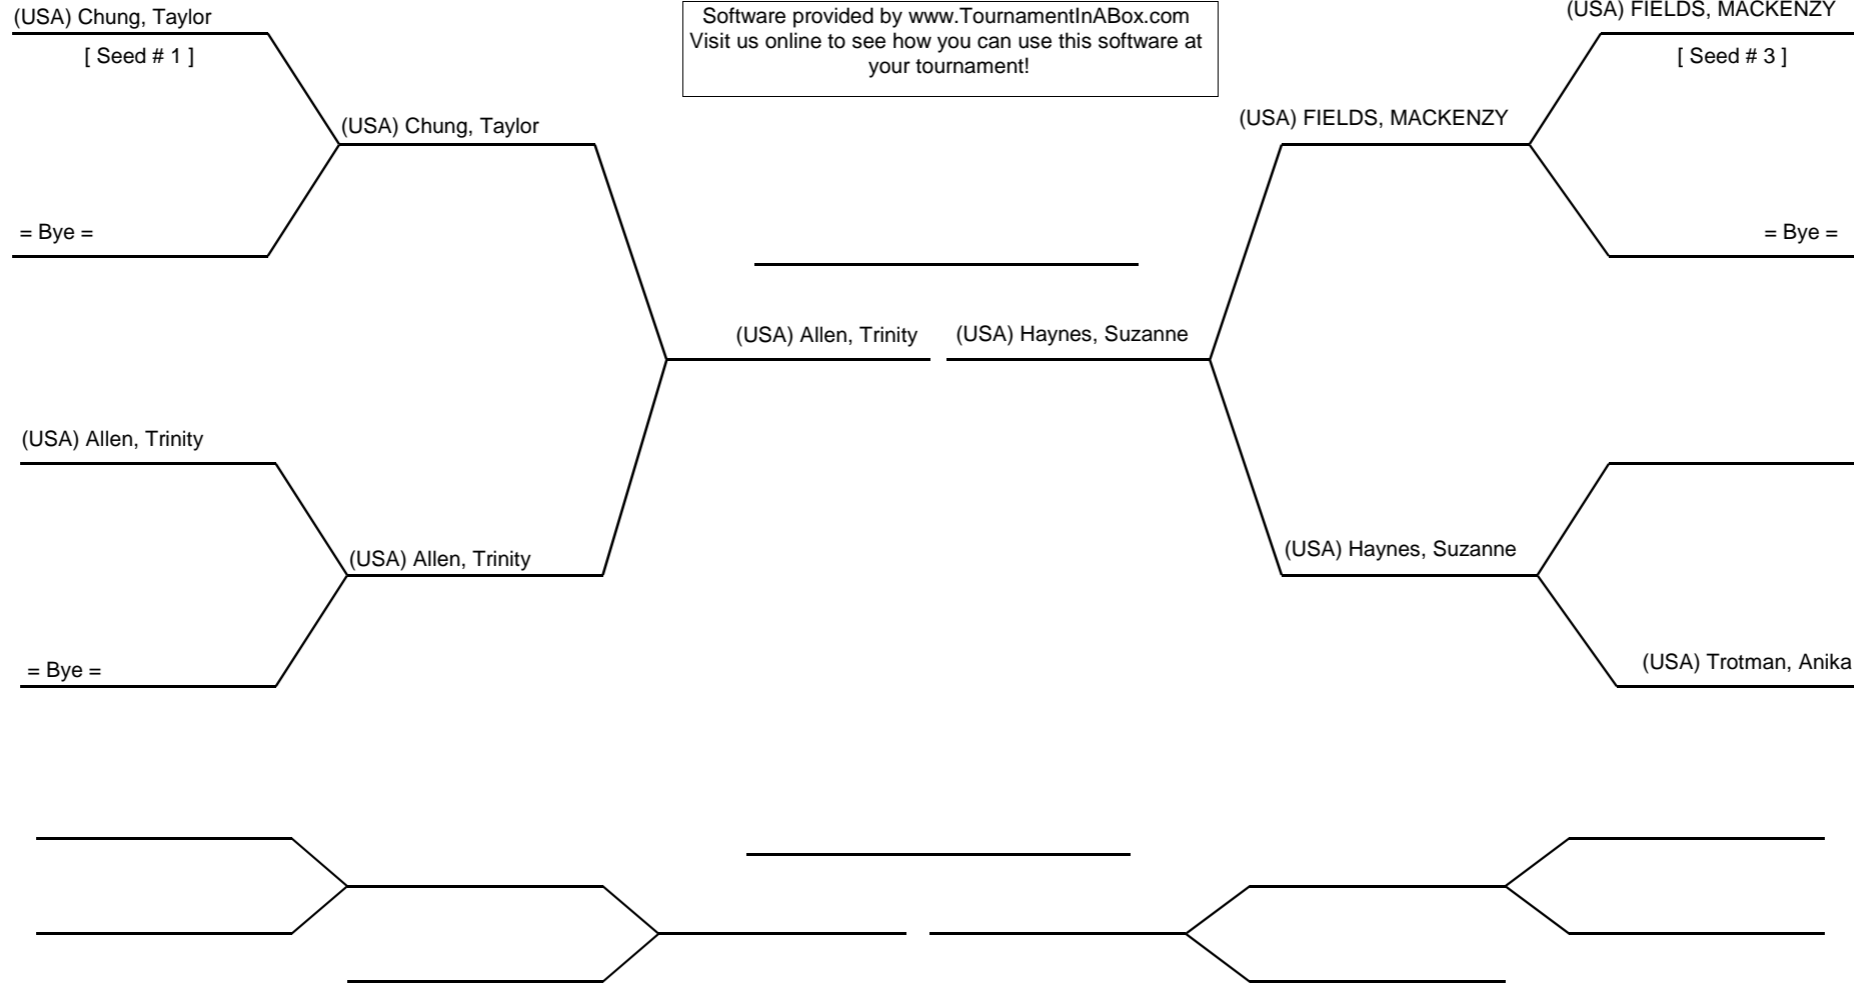 (USA) Chung, Taylor
[ Seed # 1 ]
Software provided by www.TournamentInABox.com
Visit us online to see how you can use this software at
your tournament!
(USA) FIELDS, MACKENZY
[ Seed # 3 ]
(USA) Chung, Taylor
(USA) FIELDS, MACKENZY
= Bye =
= Bye =
(USA) Allen, Trinity
(USA) Haynes, Suzanne
(USA) Allen, Trinity
(USA) Allen, Trinity
(USA) Haynes, Suzanne
= Bye =
(USA) Trotman, Anika